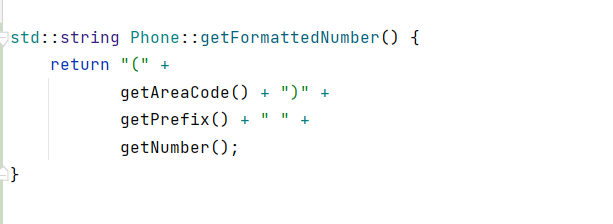 std::string Phone::getFormattedNumber() {
    return "(" +
           getAreaCode() + ")" +
           getPrefix() + " " +
           getNumber();
}